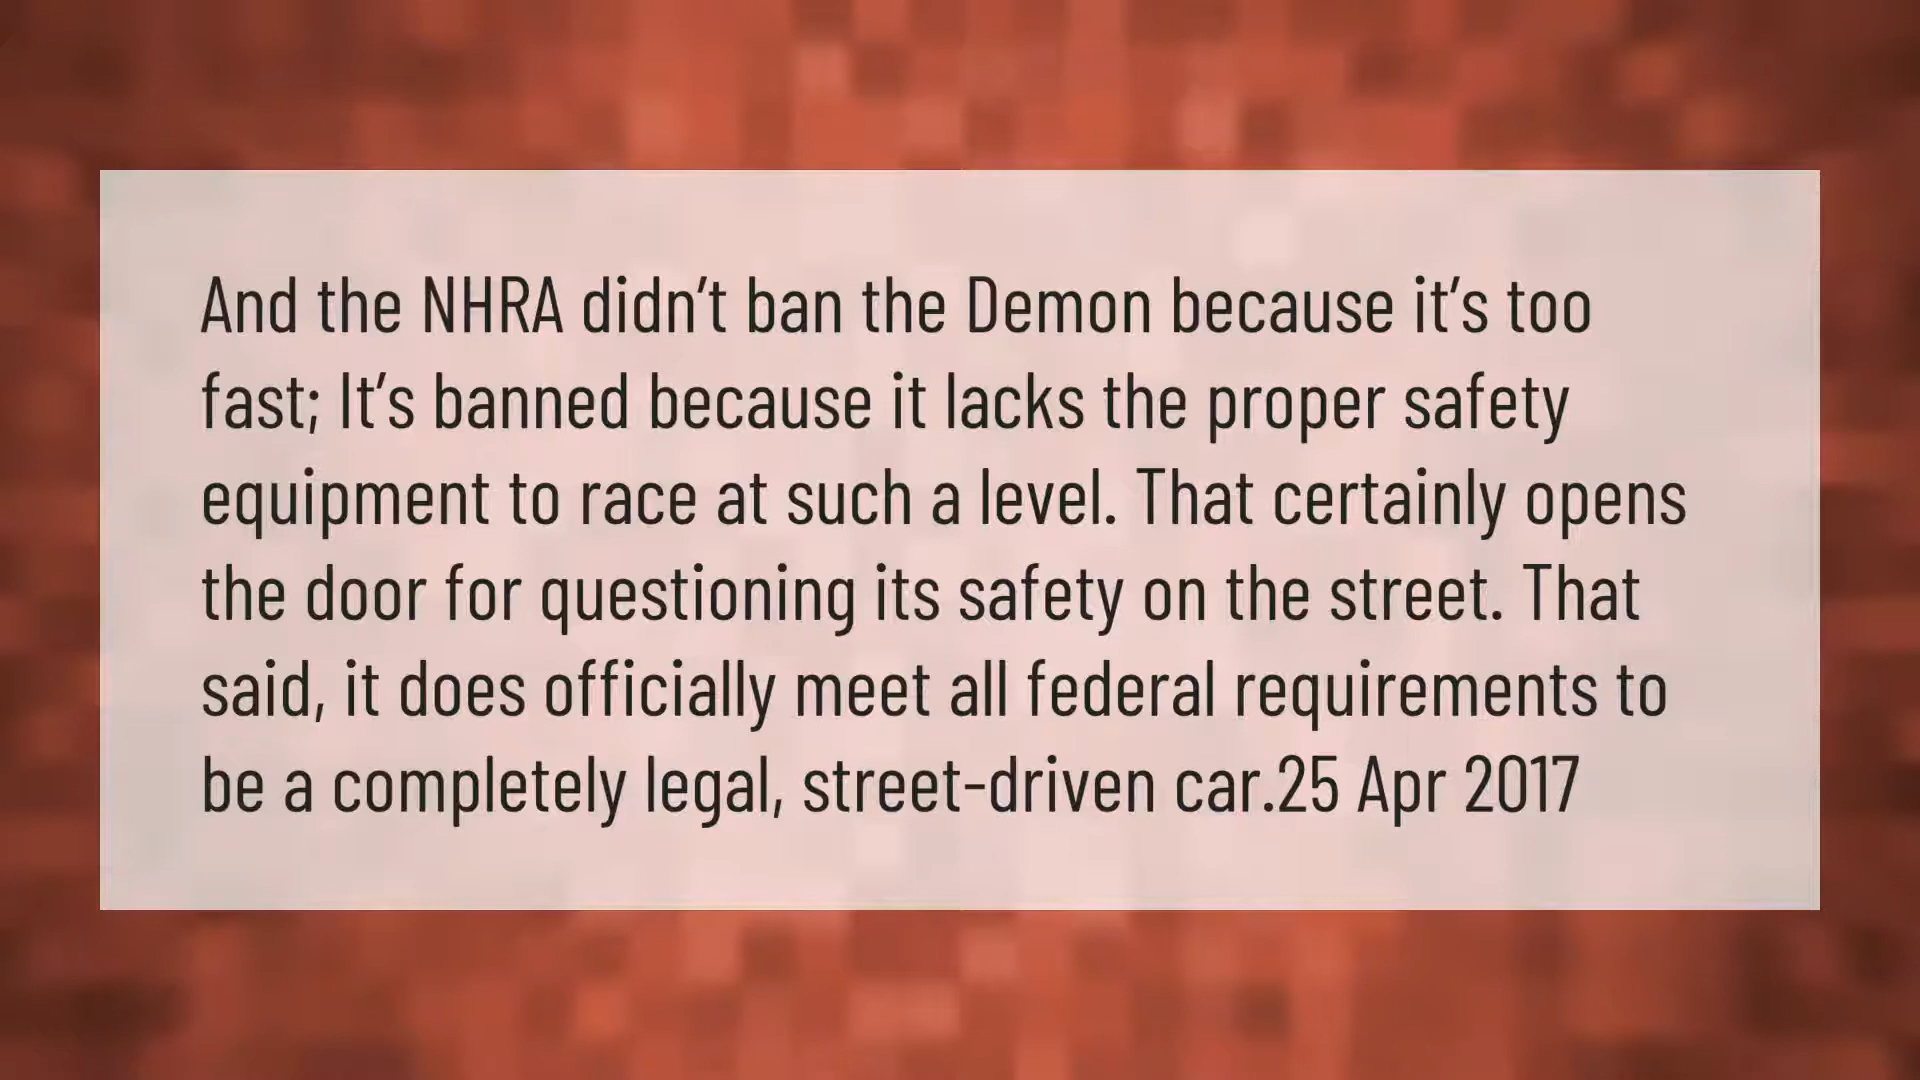 And the NHRA didn’t ban the Demon because it’s too
fast; It’s banned because it lacks the proper safety
equipment to race at such a level. That certainly opens
the door for questioning its safety on the street. That
said, it does officially meet all federal requirements to
be a completely legal, street-driven car.25 Apr 2017